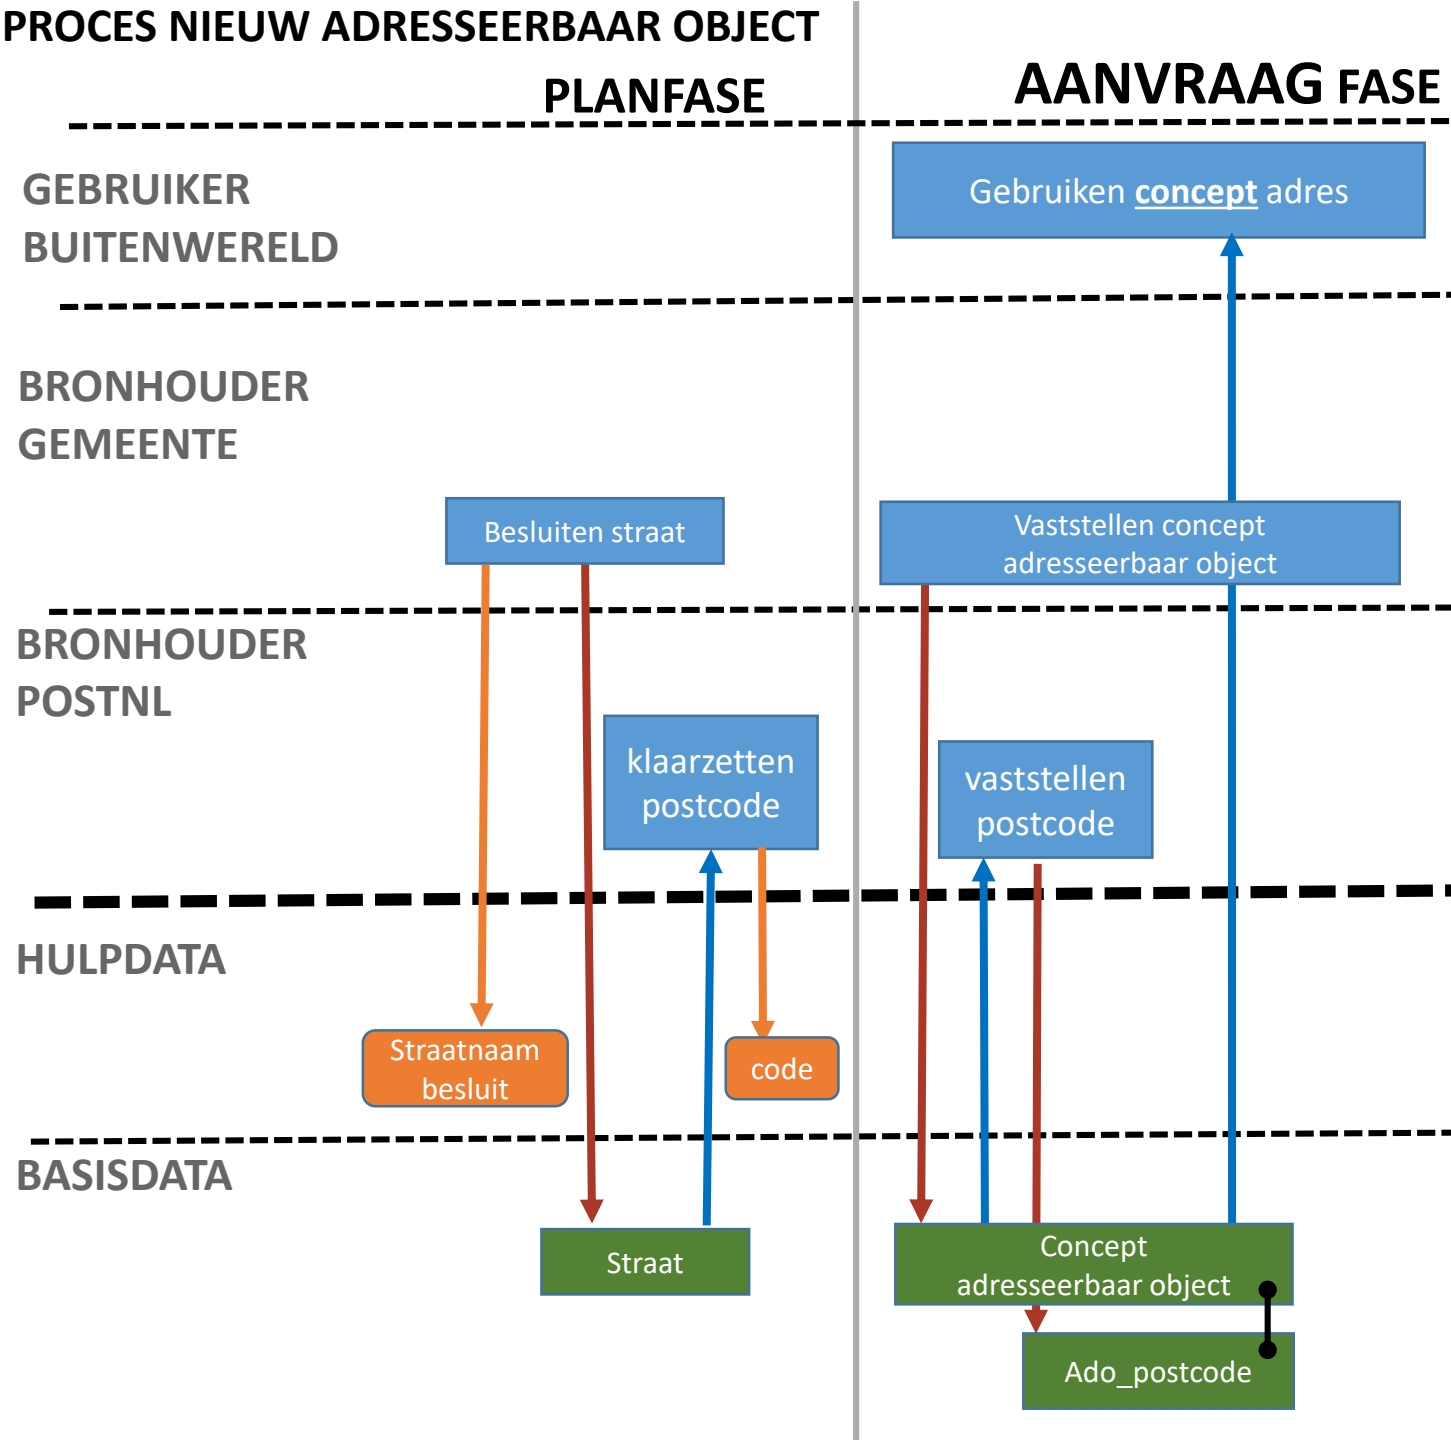 PROCES NIEUW ADRESSEERBAAR OBJECT
PLANFASE
AANVRAAG FASE
GEBRUIKER
BUITENWERELD
Gebruiken concept adres
BRONHOUDER
GEMEENTE
Besluiten straat
Vaststellen concept
adresseerbaar object
BRONHOUDER
POSTNL
klaarzetten
postcode
vaststellen
postcode
HULPDATA
Straatnaam
besluit
code
BASISDATA
Straat
Concept
adresseerbaar object
Ado_postcode